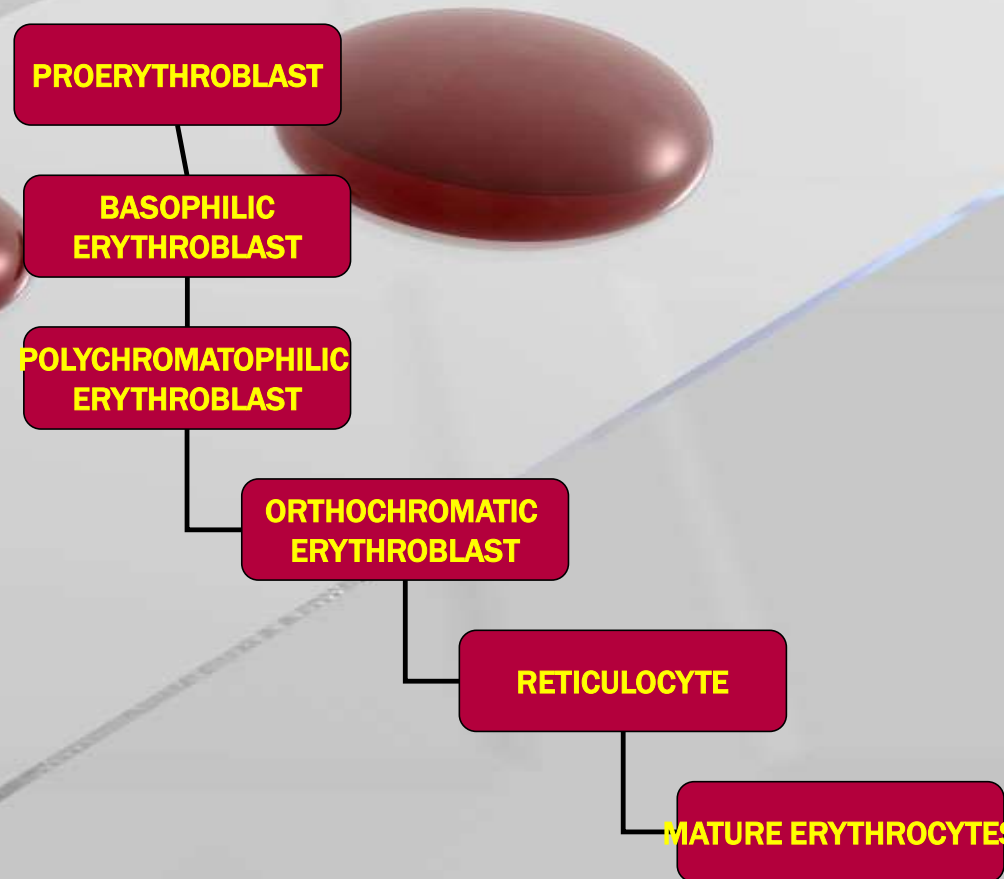 PROERYTHROBLAST
BASOPHILIC
ERYTHROBLAST
POLYCHROMATOPHILIC
ERYTHROBLAST
ORTHOCHROMATIC
ERYTHROBLAST
RETICULOCYTE
MATURE ERYTHROCYTES